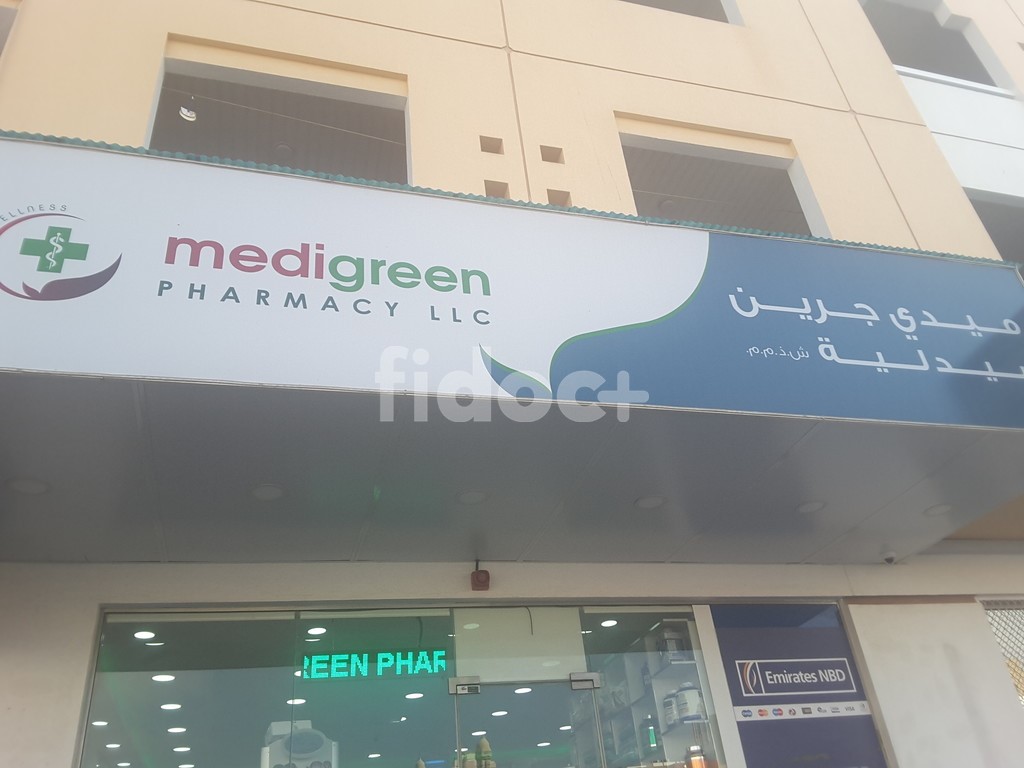 ELLNESS
medigreen
PHARMACY LLC
ميدي جرين
يدلية ش.ذ.م.م.
fidoc+
REEN PHAR
Emirates NBD